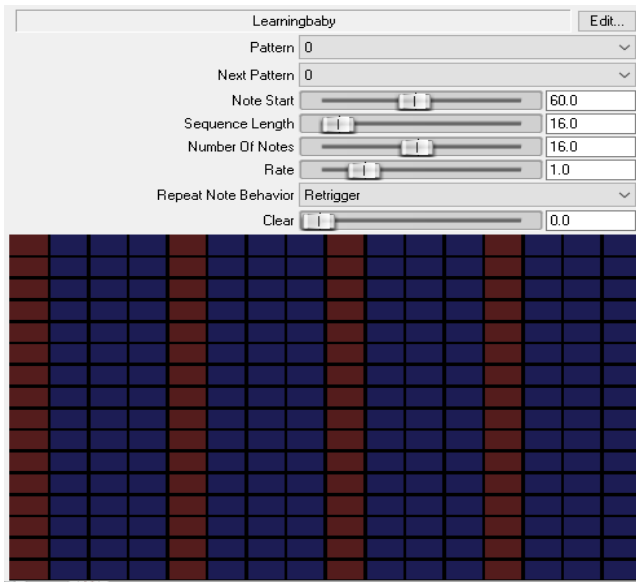 Learningbaby Edit...
Pattern 0
Next Pattern 0
Note Start 60.0
Sequence Length 16.0
Number Of Notes 16.0
Rate 1.0
Repeat Note Behavior Retrigger
Clear 0.0